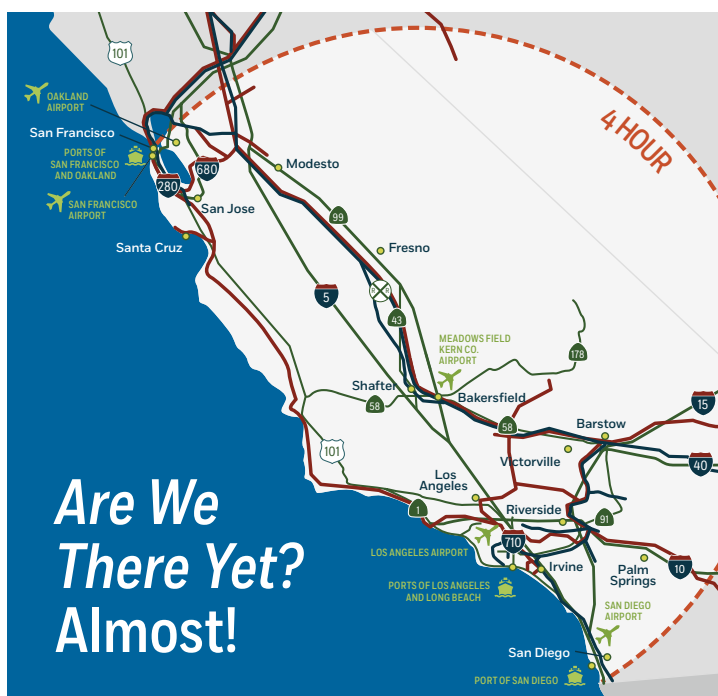 101
OAKLAND
AIRPORT
San Francisco
PORTS OF
SAN FRANCISCO
AND OAKLAND
SAN FRANCISCO
AIRPORT
280
680
San Jose
Santa Cruz
Modesto
4 HOUR
99
Fresno
5
R R
43
MEADOWS FIELD
KERN CO.
AIRPORT
178
Shafter
58
Bakersfield
58
15
Barstow
101
Victorville
40
Los
Angeles
1
Riverside
91
710
LOS ANGELES AIRPORT
Irvine
10
Palm
Springs
PORTS OF LOS ANGELES
AND LONG BEACH
SAN DIEGO
AIRPORT
San Diego
PORT OF SAN DIEGO
Are We
There Yet?
Almost!